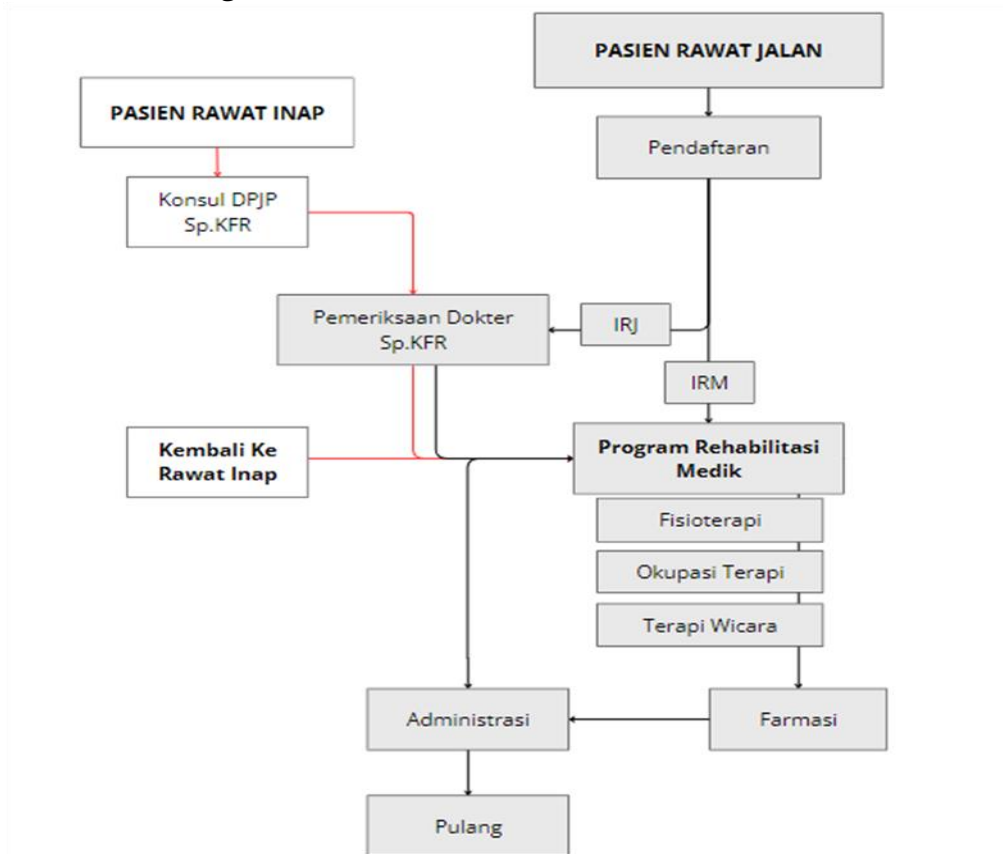 PASIEN RAWAT JALAN
PASIEN RAWAT INAP
Pendaftaran
Konsul DPJP
Sp.KFR
Pemeriksaan Dokter
Sp.KFR
IRJ
IRM
Kembali Ke
Rawat Inap
Program Rehabilitasi
Medik
Fisioterapi
Okupasi Terapi
Terapi Wicara
Administrasi
Farmasi
Pulang